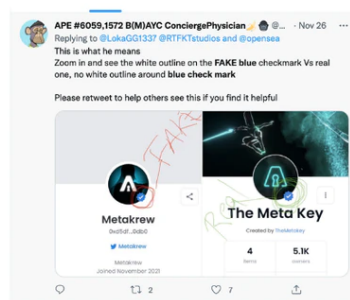 APE #6059,1572 B(M)AYC ConciergePhysician @... · Nov 26
Replying to @LokaGG1337 @RTFKTstudios and @opensea
This is what he means
Zoom in and see the white outline on the FAKE blue checkmark Vs real
one, no white outline around blue check mark
Please retweet to help others see this if you find it helpful
FAKE
Metakrew
Metakrew
Metakrew
Joined November 2021
Real
The Meta Key
Created by TheMetakey
4
5.1K
items
owners
2
7